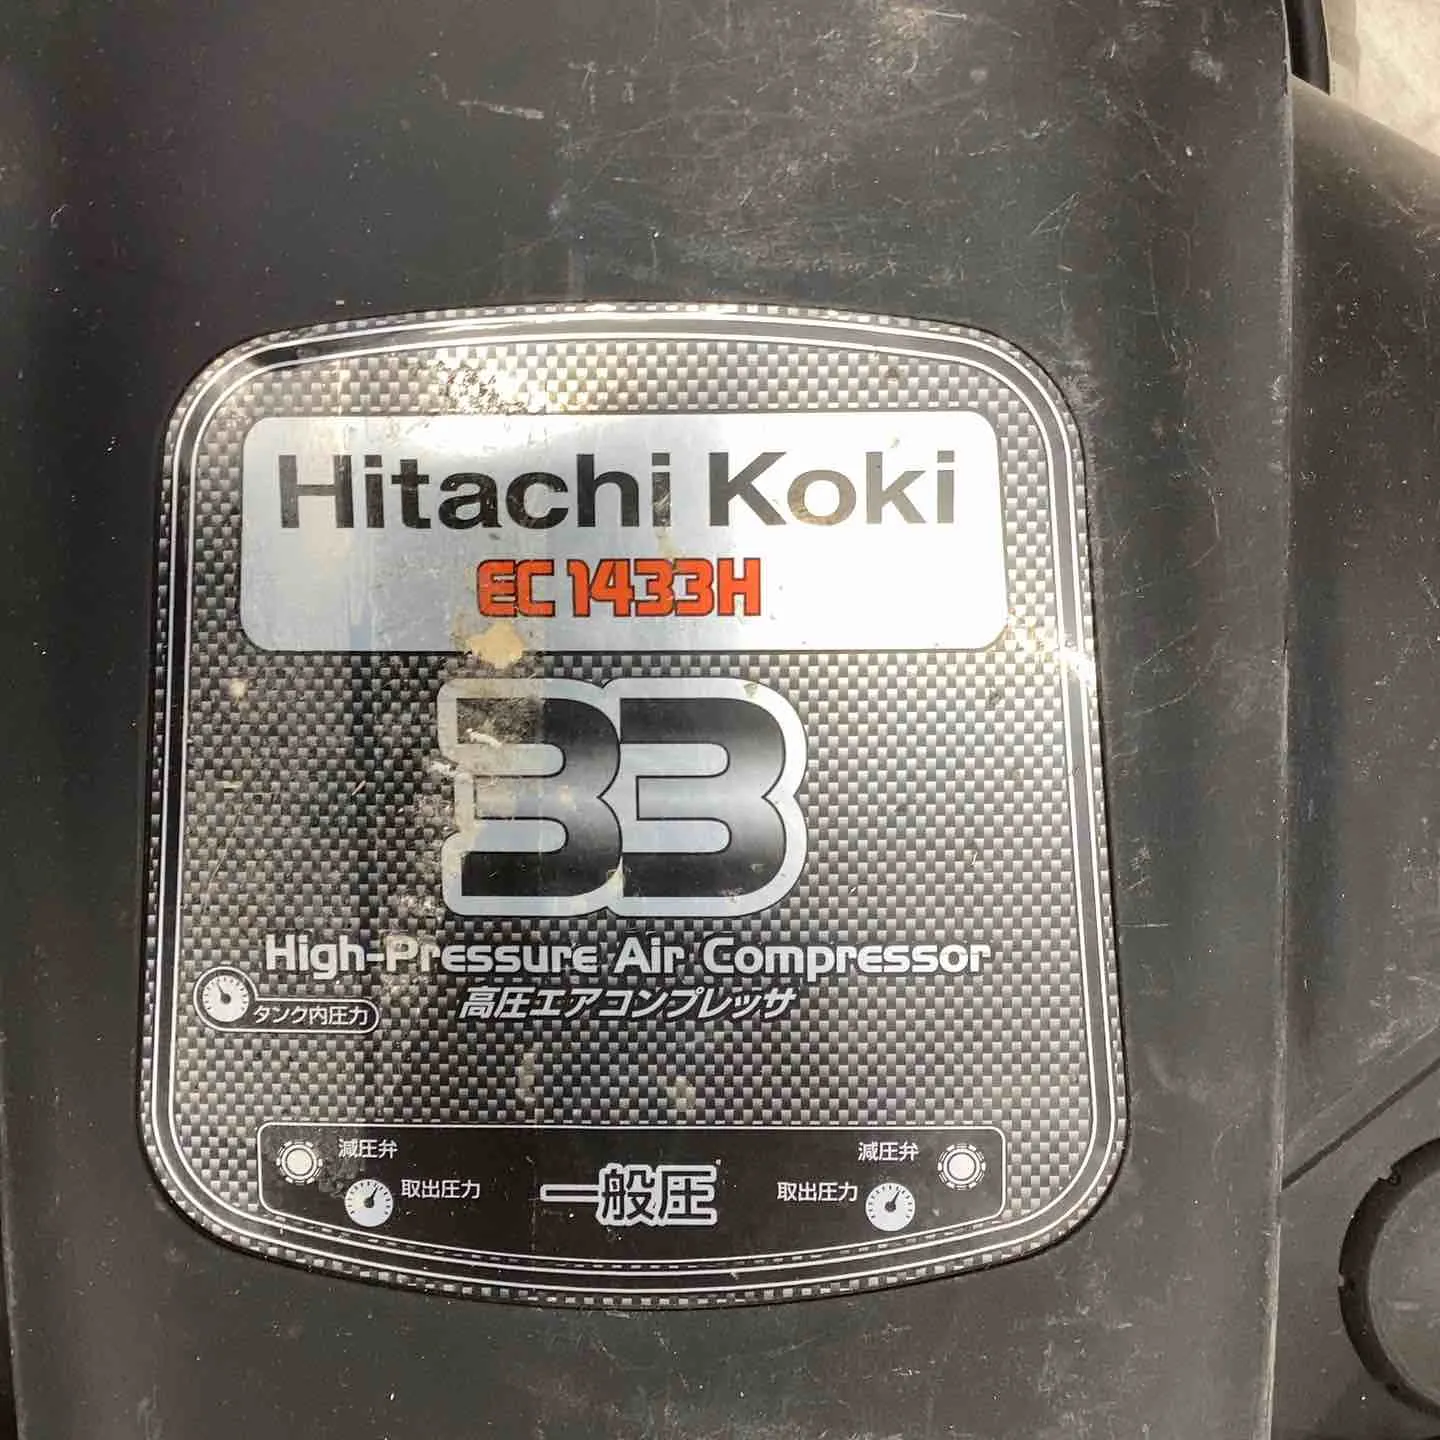 Hitachi Koki
EC 1433H
33
High-Pressure Air Compressor
高圧エアコンプレッサ
タンク内圧力
減圧弁
取出圧力
一般圧
減圧弁
取出圧力